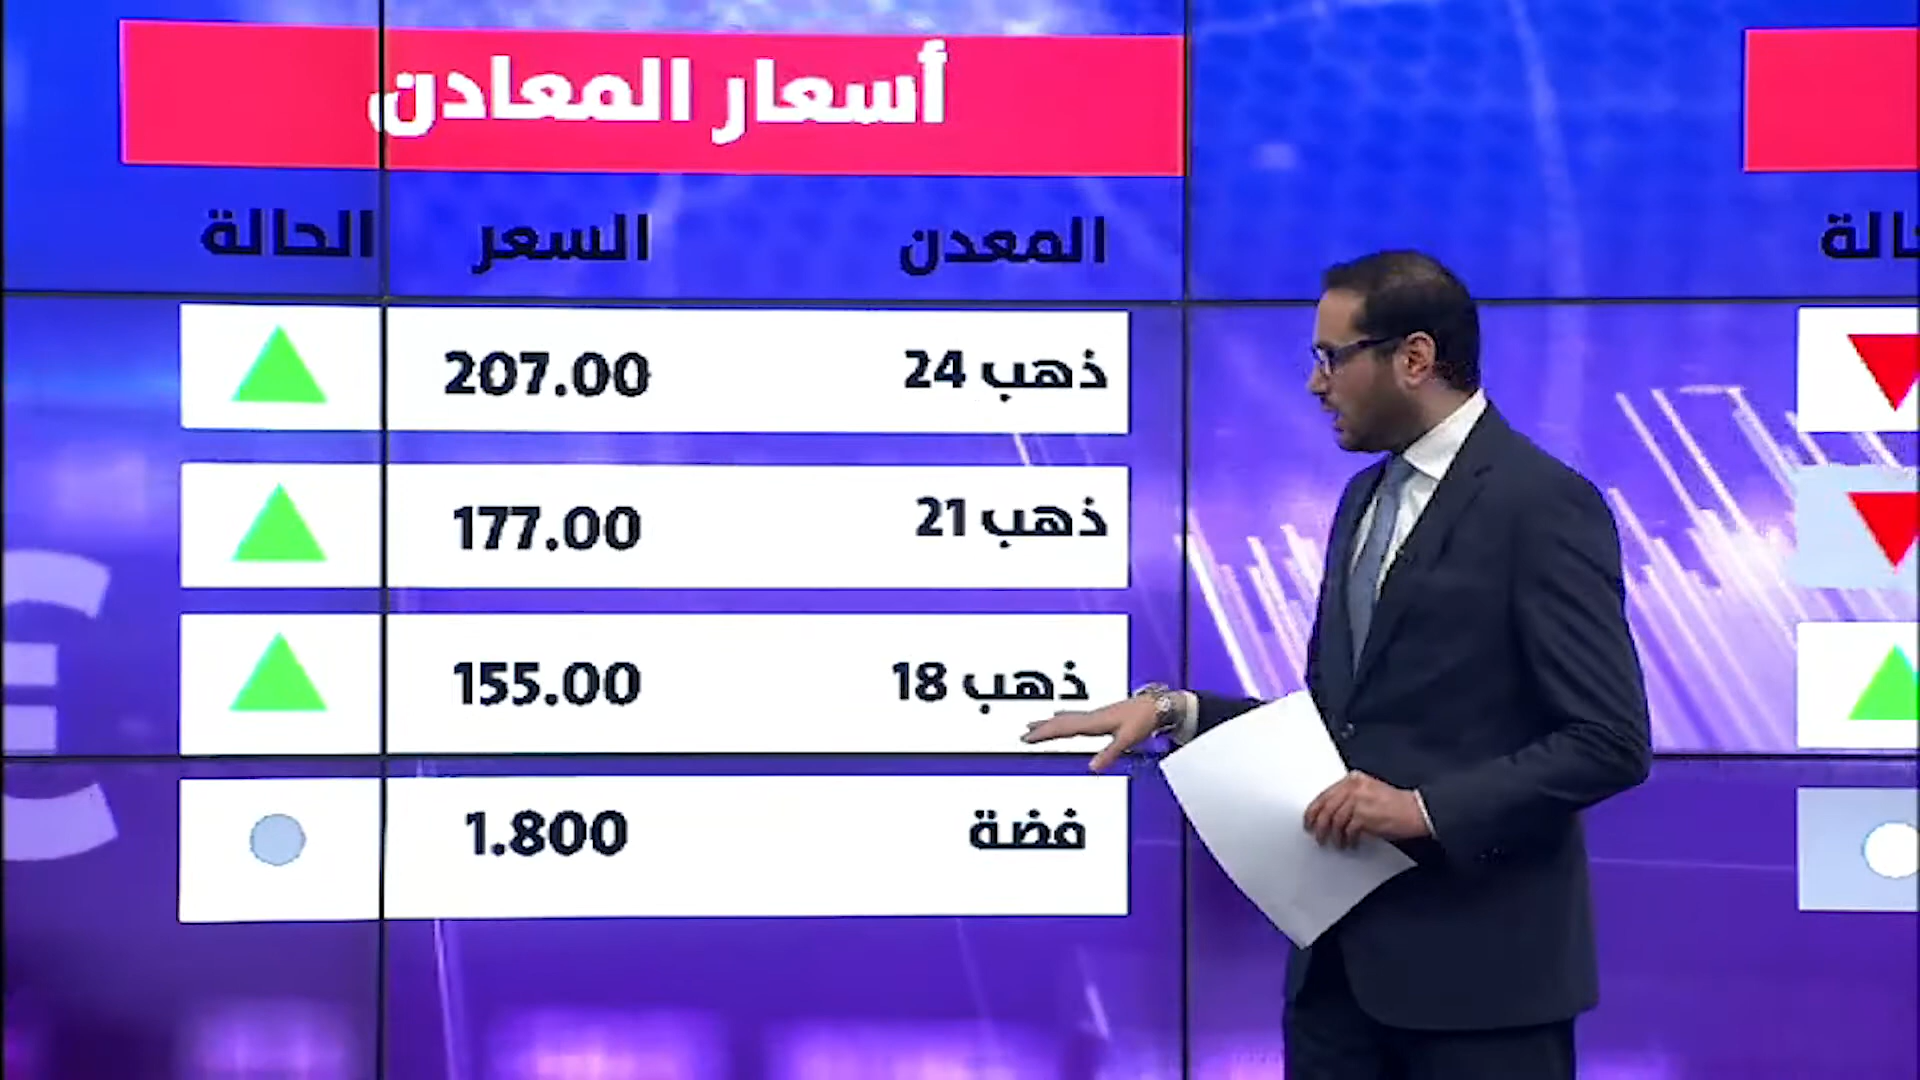 أسعار المعادن
المعدن السعر الحالة
ذهب 24 207.00
ذهب 21 177.00
ذهب 18 155.00
فضة 1.800
€